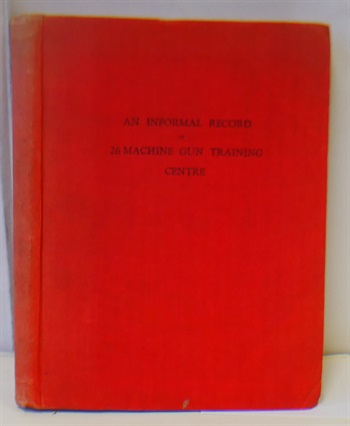 AN INFORMAL RECORD
26 MACHINE GUN TRAINING
CENTRE